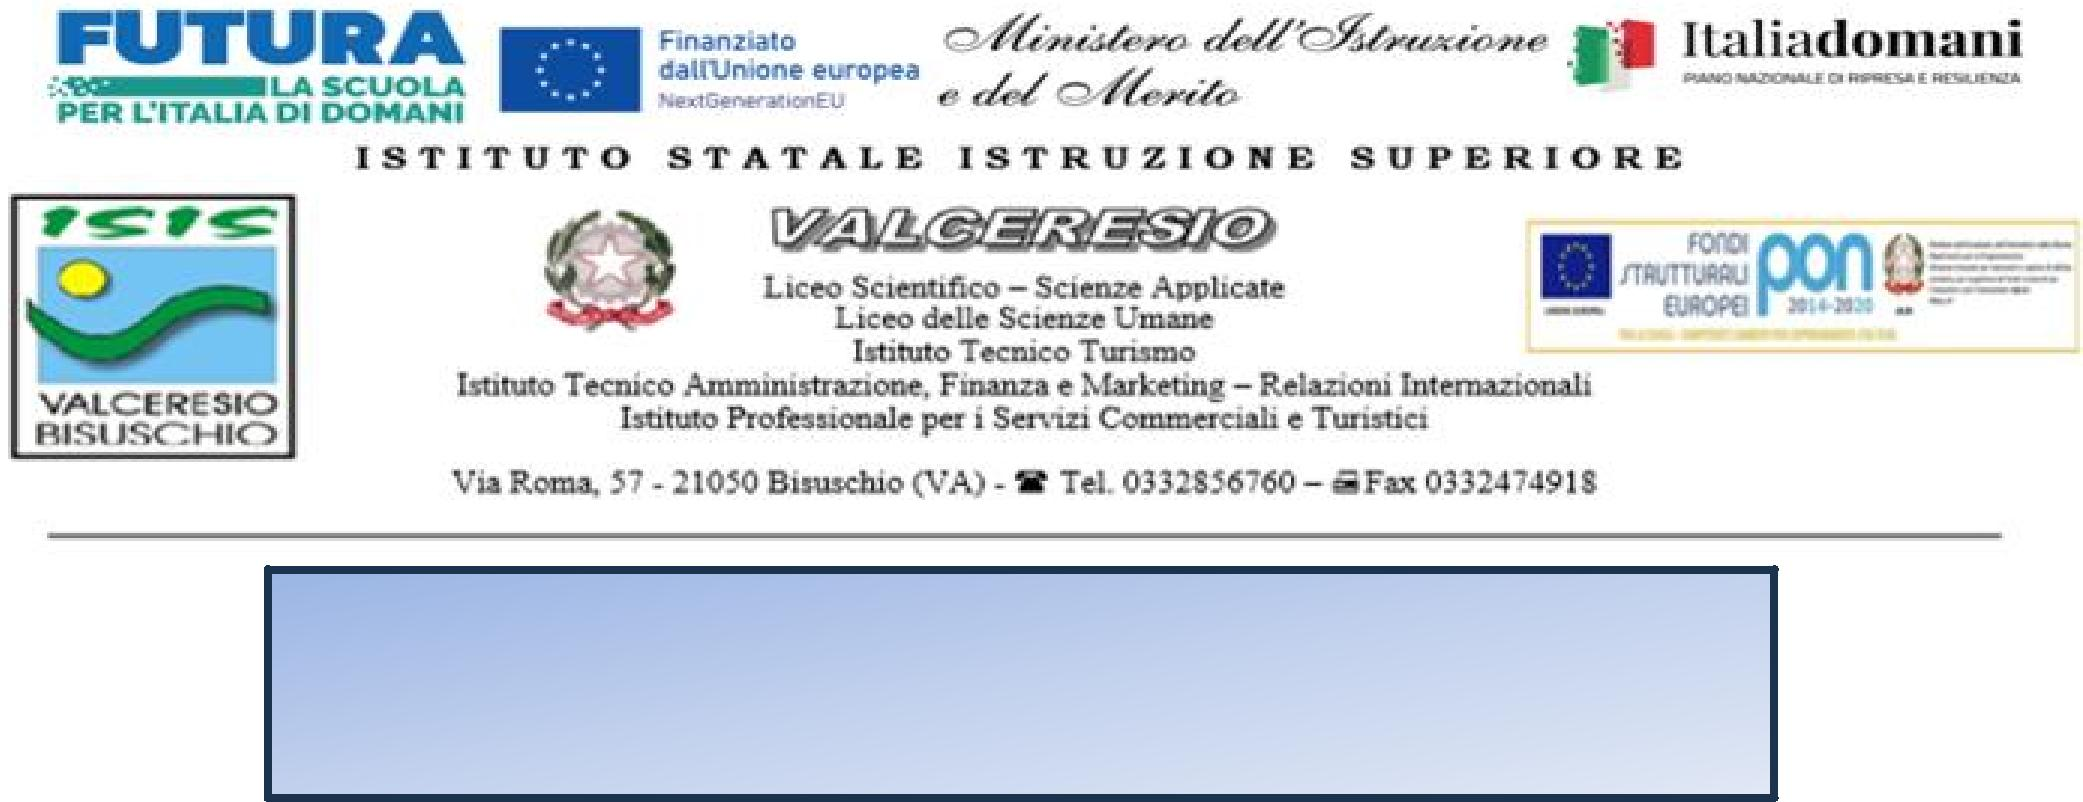 FUTURA
LA SCUOLA
PER L'ITALIA DI DOMANI
Finanziato
dall'Unione europea
NextGenerationEU
Ministero dell'Istruzione
e del Merito
Italiadomani
PIANO NAZIONALE DI RIPRESA E RESILIENZA
ISTITUTO STATALE ISTRUZIONE SUPERIORE
ISIS
VALCERESIO
BISUSCHIO
VALCERESIO
Liceo Scientifico – Scienze Applicate
Liceo delle Scienze Umane
Istituto Tecnico Turismo
Istituto Tecnico Amministrazione, Finanza e Marketing – Relazioni Internazionali
Istituto Professionale per i Servizi Commerciali e Turistici
FONDI
STRUTTURALI
EUROPEI
pon
2014-2020
Via Roma, 57 - 21050 Bisuschio (VA) - ☎ Tel. 0332856760 – Fax 0332474918